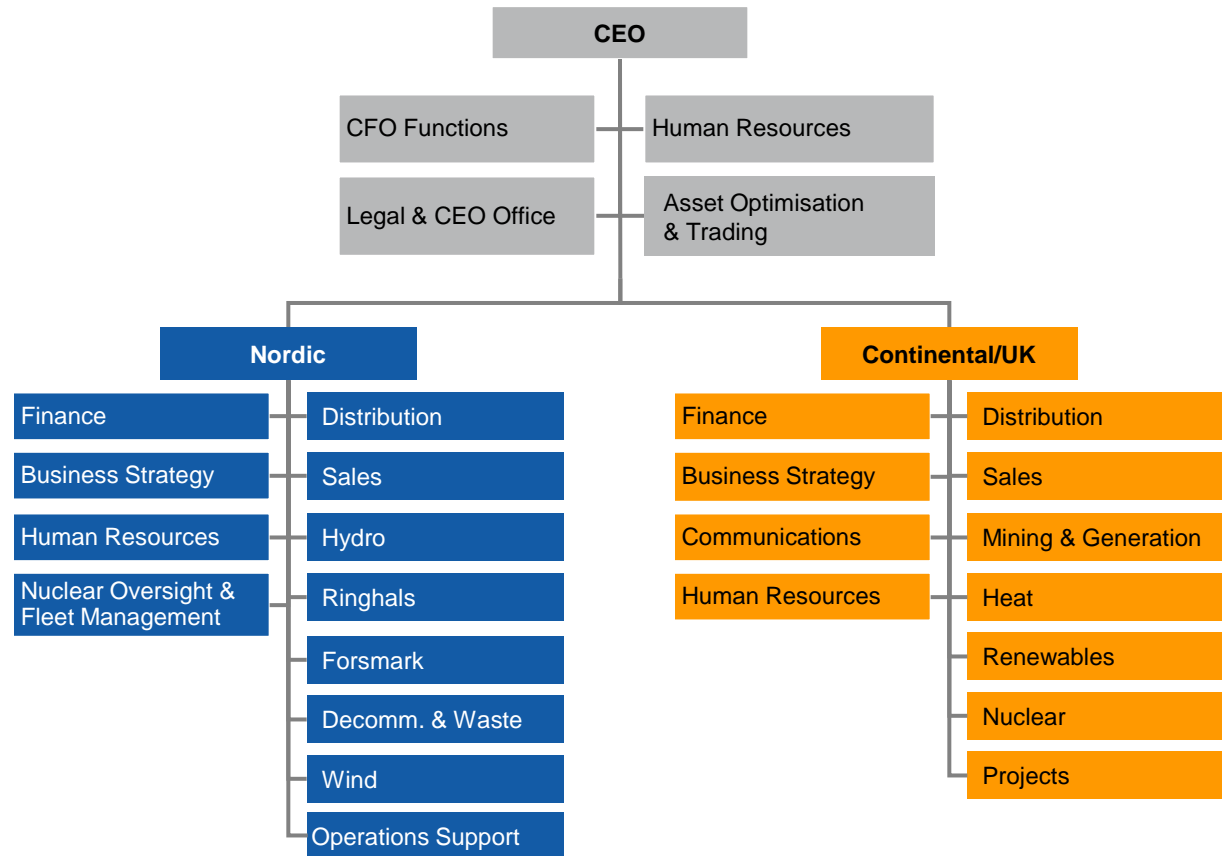 CEO
CFO Functions
Human Resources
Legal & CEO Office
Asset Optimisation
& Trading
Nordic
Continental/UK
Finance
Distribution
Business Strategy
Sales
Human Resources
Hydro
Nuclear Oversight &
Fleet Management
Ringhals
Forsmark
Decomm. & Waste
Wind
Operations Support
Finance
Distribution
Business Strategy
Sales
Communications
Mining & Generation
Human Resources
Heat
Renewables
Nuclear
Projects